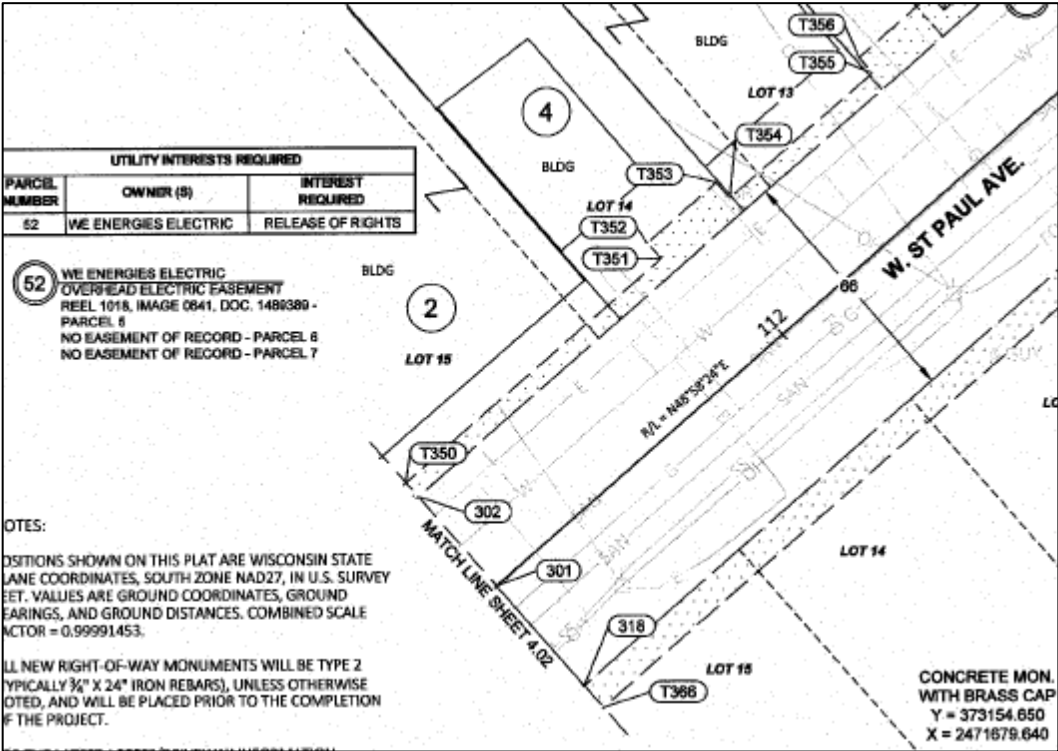 UTILITY INTERESTS REQUIRED
PARCEL NUMBER
OWNER (S)
INTEREST REQUIRED
52
WE ENERGIES ELECTRIC
RELEASE OF RIGHTS
52
WE ENERGIES ELECTRIC
OVERHEAD ELECTRIC EASEMENT
REEL 1018, IMAGE 0841, DOC. 1489389 -
PARCEL 5
NO EASEMENT OF RECORD - PARCEL 6
NO EASEMENT OF RECORD - PARCEL 7
BLDG
T356
T355
LOT 13
4
BLDG
T354
T353
LOT 14
T352
T351
BLDG
2
LOT 15
W. ST PAUL AVE.
66
112
R/L = N48°58'24"E
T350
302
301
MATCH LINE SHEET 4.02
318
T366
SAN
SAN
SAN
GUY
LOT 14
LOT 15
OTES:
OSITIONS SHOWN ON THIS PLAT ARE WISCONSIN STATE
LANE COORDINATES, SOUTH ZONE NAD27, IN U.S. SURVEY
EET. VALUES ARE GROUND COORDINATES, GROUND
EARINGS, AND GROUND DISTANCES. COMBINED SCALE
ACTOR = 0.99991453.
LL NEW RIGHT-OF-WAY MONUMENTS WILL BE TYPE 2
YPICALLY ¾" X 24" IRON REBARS), UNLESS OTHERWISE
OTED, AND WILL BE PLACED PRIOR TO THE COMPLETION
F THE PROJECT.
CONCRETE MON.
WITH BRASS CAP
Y = 373154.650
X = 2471679.640